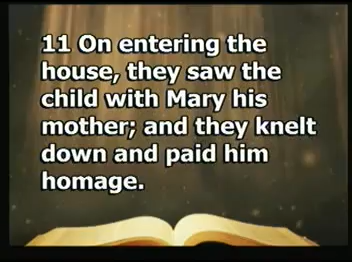 11 On entering the
house, they saw the
child with Mary his
mother; and they knelt
down and paid him
homage.